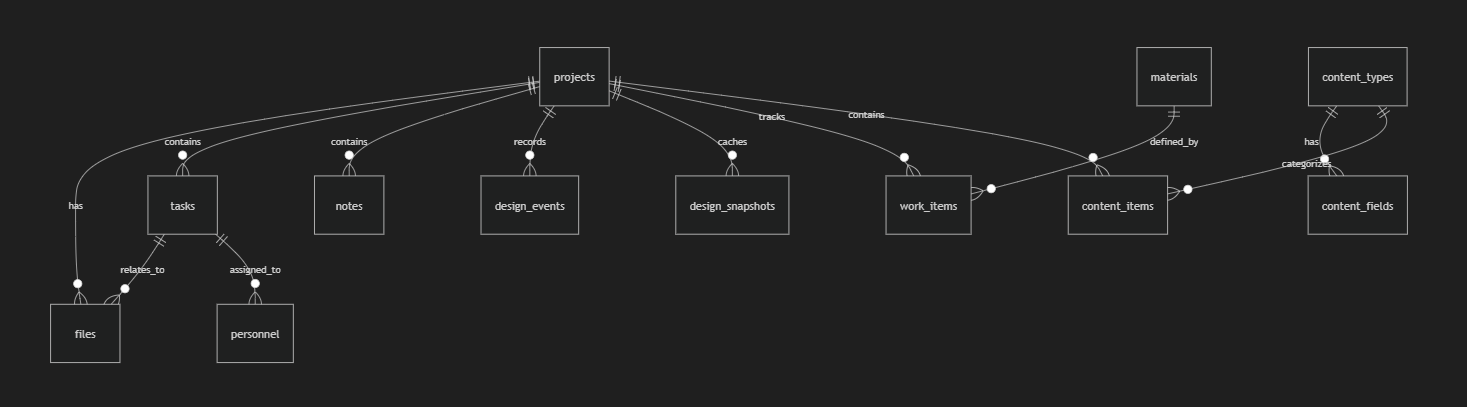 projects
materials
content_types
tracks
contains
contains
contains
records
caches
defined_by
has
categorizes
has
tasks
notes
design_events
design_snapshots
work_items
content_items
content_fields
relates_to
assigned_to
files
personnel